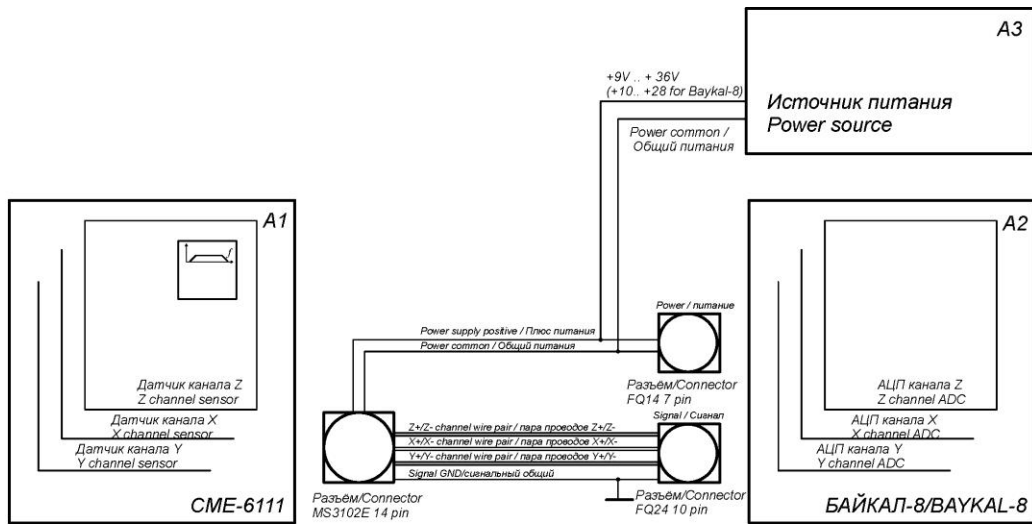 A3
+9V .. + 36V
(+10.. +28 for Baykal-8)
Источник питания
Power source
Power common /
Общий питания
A1
Датчик канала Z
Z channel sensor
Датчик канала X
X channel sensor
Датчик канала Y
Y channel sensor
CME-6111
Power / питание
Power supply positive / Плюс питания
Power common / Общий питания
Разъём/Connector
FQ14 7 pin
Signal / Сигнал
Z+/Z- channel wire pair / пара проводов Z+/Z-
X+/X- channel wire pair / пара проводов X+/X-
Y+/Y- channel wire pair / пара проводов Y+/Y-
Signal GND/сигнальный общий
Разъём/Connector
MS3102E 14 pin
Разъём/Connector
FQ24 10 pin
A2
АЦП канала Z
Z channel ADC
АЦП канала X
X channel ADC
АЦП канала Y
Y channel ADC
БАЙКАЛ-8/BAYKAL-8